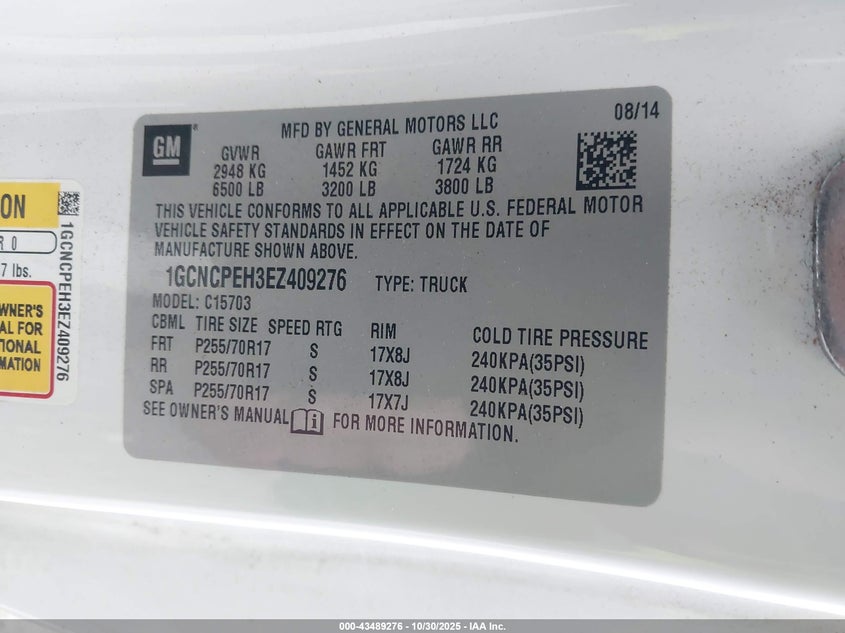 GM
®
MFD BY GENERAL MOTORS LLC
08/14
GVWR GAWR FRT GAWR RR
2948 KG 1452 KG 1724 KG
6500 LB 3200 LB 3800 LB
THIS VEHICLE CONFORMS TO ALL APPLICABLE U.S. FEDERAL MOTOR
VEHICLE SAFETY STANDARDS IN EFFECT ON THE DATE OF
MANUFACTURE SHOWN ABOVE.
1GCNCPEH3EZ409276 TYPE: TRUCK
MODEL: C15703
CBML TIRE SIZE SPEED RTG RIM COLD TIRE PRESSURE
FRT P255/70R17 S 17X8J 240KPA(35PSI)
RR P255/70R17 S 17X8J 240KPA(35PSI)
SPA P255/70R17 S 17X7J 240KPA(35PSI)
SEE OWNER'S MANUAL FOR MORE INFORMATION.
ON
R 0
7 lbs.
WNER'S
AL FOR
TIONAL
MATION
1GCNCPEH3EZ409276
000-43489276 - 10/30/2025 - IAA Inc.